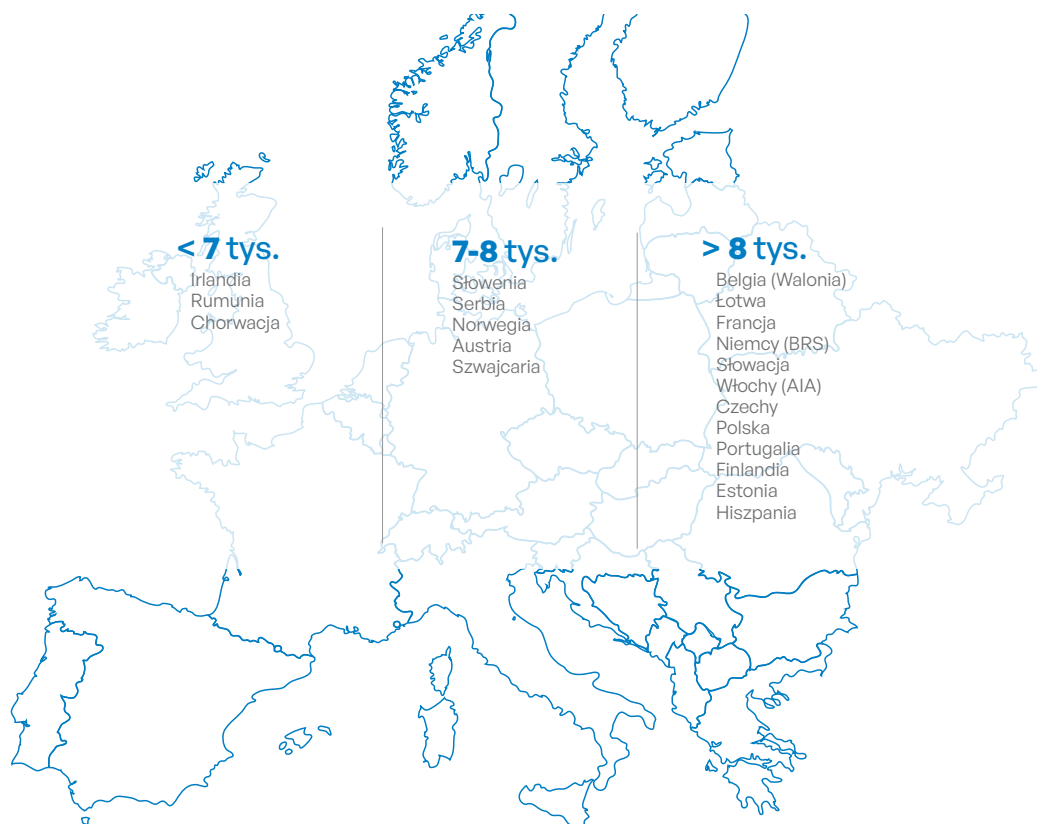 < 7 tys.
Irlandia
Rumunia
Chorwacja
7-8 tys.
Słowenia
Serbia
Norwegia
Austria
Szwajcaria
> 8 tys.
Belgia (Walonia)
Łotwa
Francja
Niemcy (BRS)
Słowacja
Włochy (AIA)
Czechy
Polska
Portugalia
Finlandia
Estonia
Hiszpania